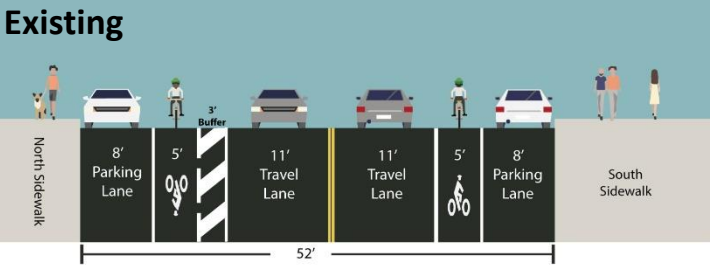 Existing
North Sidewalk
8’
Parking
Lane
5’
3’
Buffer
11’
Travel
Lane
11’
Travel
Lane
5’
8’
Parking
Lane
South
Sidewalk
52’